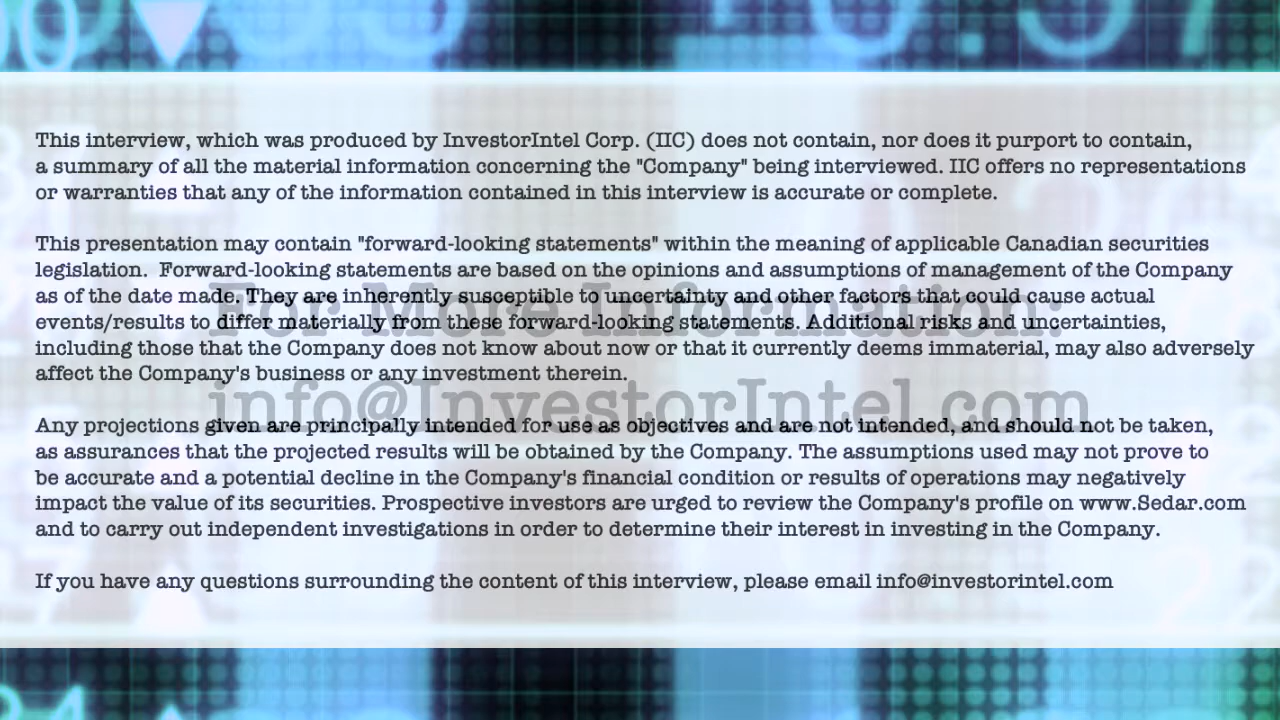 This interview, which was produced by InvestorIntel Corp. (IIC) does not contain, nor does it purport to contain,
a summary of all the material information concerning the "Company" being interviewed. IIC offers no representations
or warranties that any of the information contained in this interview is accurate or complete.
This presentation may contain "forward-looking statements" within the meaning of applicable Canadian securities
legislation.  Forward-looking statements are based on the opinions and assumptions of management of the Company
as of the date made. They are inherently susceptible to uncertainty and other factors that could cause actual
events/results to differ materially from these forward-looking statements. Additional risks and uncertainties,
including those that the Company does not know about now or that it currently deems immaterial, may also adversely
affect the Company's business or any investment therein.
Any projections given are principally intended for use as objectives and are not intended, and should not be taken,
as assurances that the projected results will be obtained by the Company. The assumptions used may not prove to
be accurate and a potential decline in the Company's financial condition or results of operations may negatively
impact the value of its securities. Prospective investors are urged to review the Company's profile on www.Sedar.com
and to carry out independent investigations in order to determine their interest in investing in the Company.
If you have any questions surrounding the content of this interview, please email info@investorintel.com
For More Information:
info@InvestorIntel.com